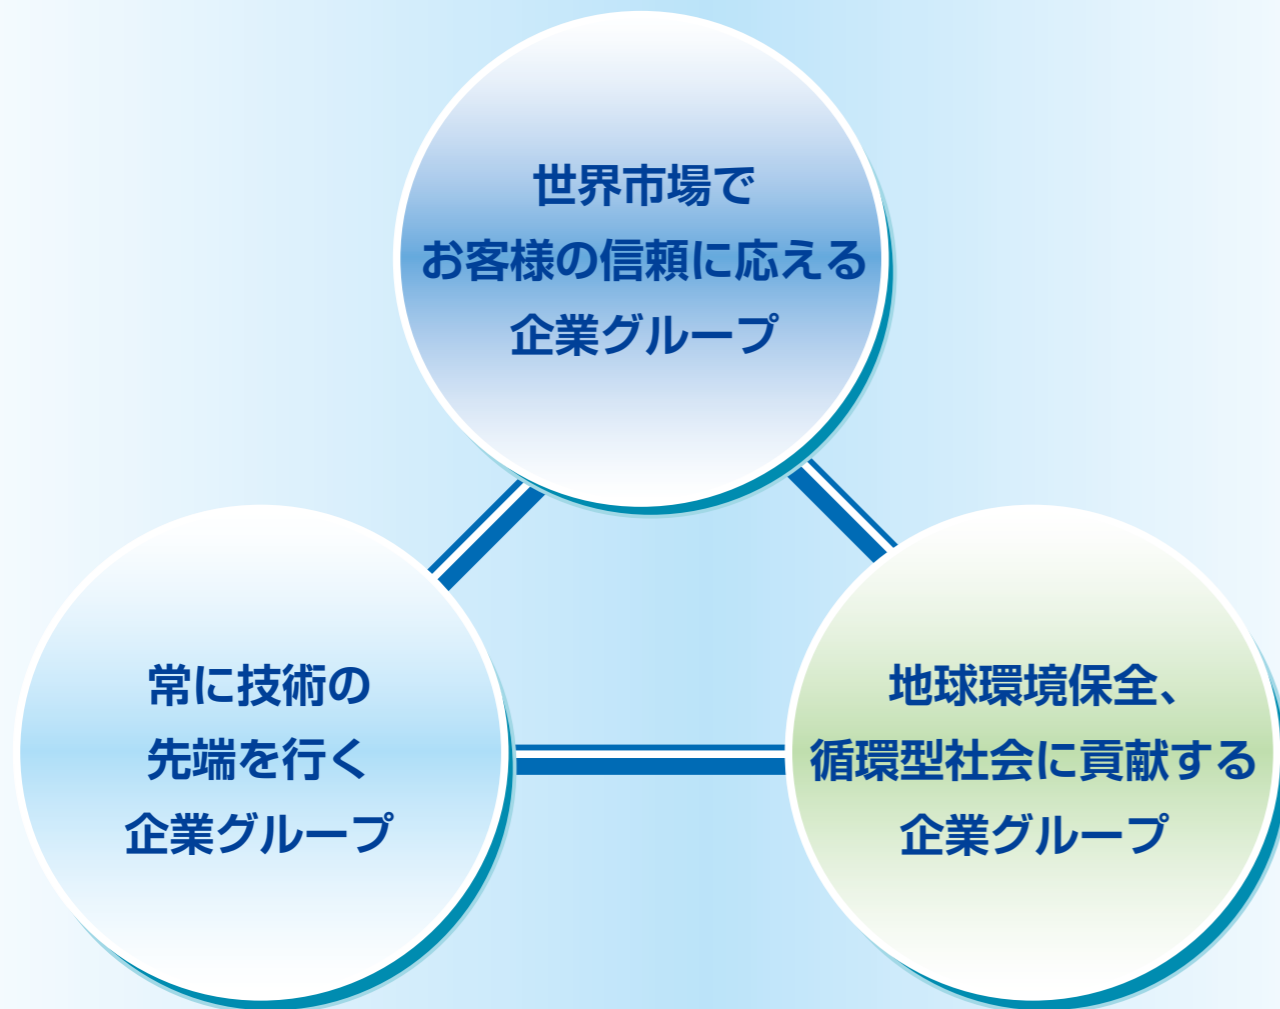 世界市場で
お客様の信頼に応える
企業グループ
常に技術の
先端を行く
企業グループ
地球環境保全、
循環型社会に貢献する
企業グループ